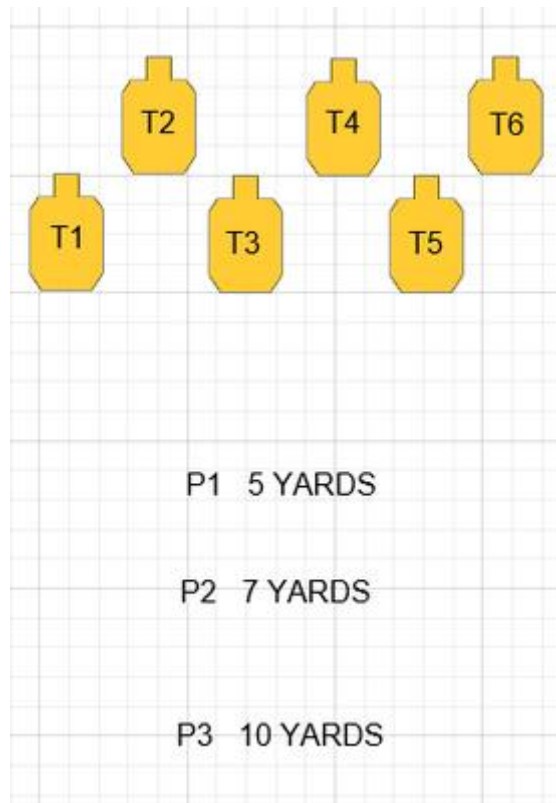 T2 T4 T6
T1 T3 T5
P1 5 YARDS
P2 7 YARDS
P3 10 YARDS